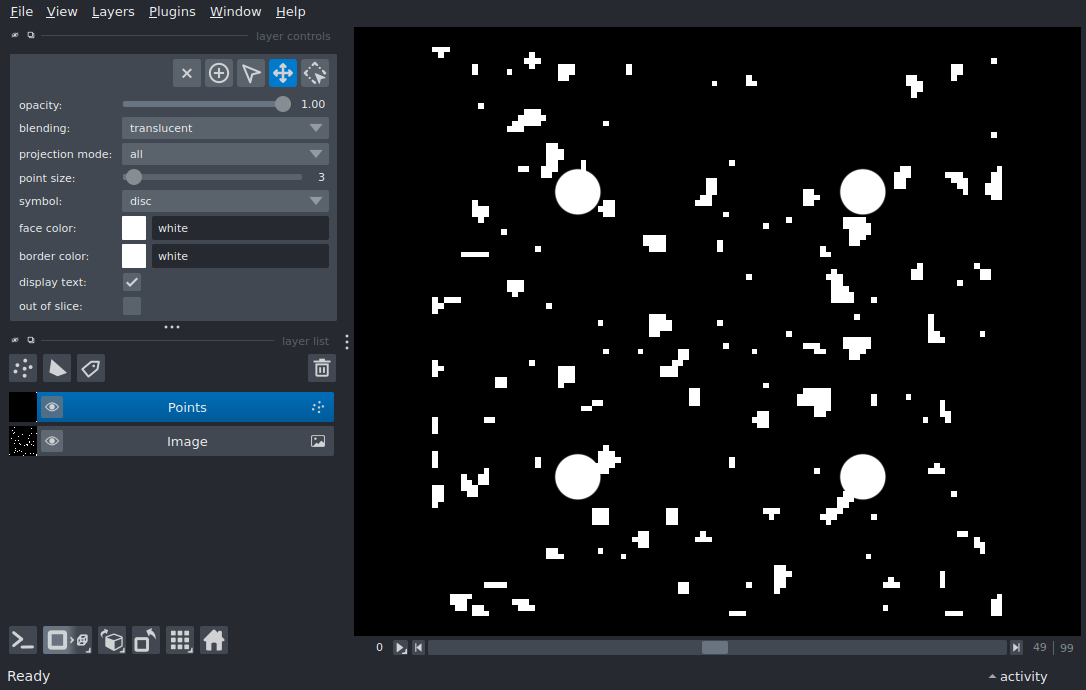 File View Layers Plugins Window Help
layer controls
opacity: 1.00
blending: translucent
projection mode: all
point size: 3
symbol: disc
face color: white
border color: white
display text:
out of slice:
layer list
Points
Image
0 49 | 99
Ready activity